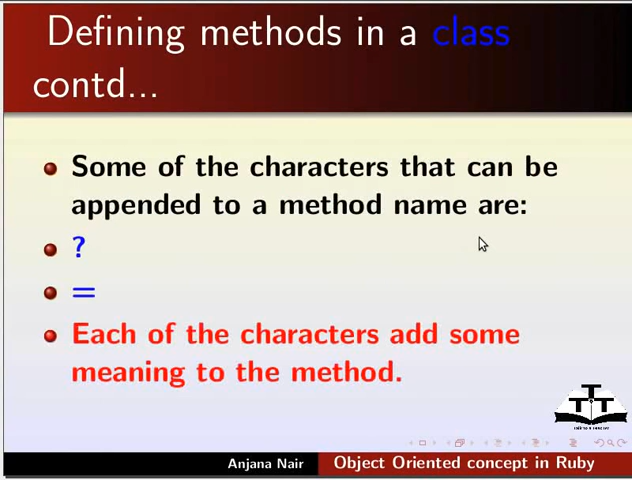 Defining methods in a class
contd...
Some of the characters that can be
appended to a method name are:
?
=
Each of the characters add some
meaning to the method.
TTT
Anjana Nair
Object Oriented concept in Ruby